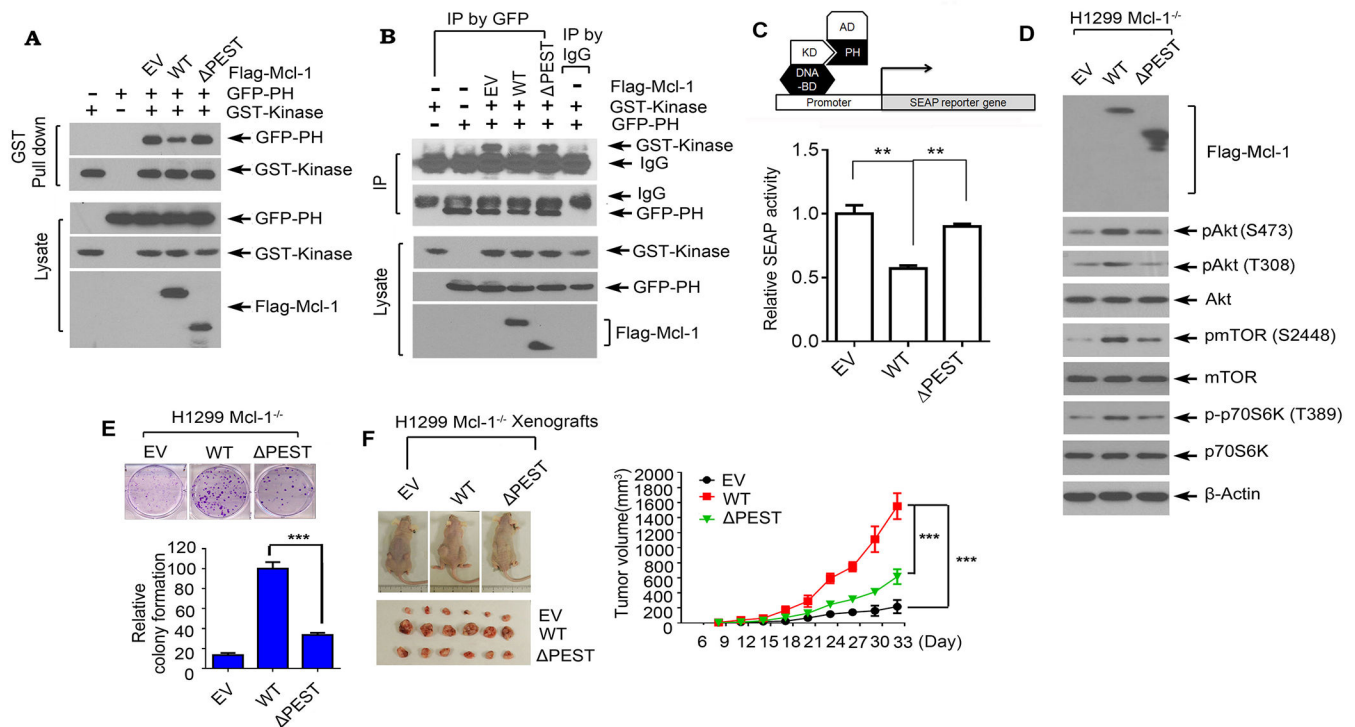 A
EV
WT
ΔPEST
Flag-Mcl-1
– + + + + GFP-PH
+ – + + + GST-Kinase
GST
Pull down
GFP-PH
GST-Kinase
Lysate
GFP-PH
GST-Kinase
Flag-Mcl-1
B
IP by GFP
IP by
IgG
– – EV WT ΔPEST – Flag-Mcl-1
+ – + + + + GST-Kinase
– + + + + + GFP-PH
IP
GST-Kinase
IgG
IgG
GFP-PH
Lysate
GST-Kinase
GFP-PH
Flag-Mcl-1
C
AD
KD
PH
DNA
-BD
Promoter
SEAP reporter gene
Relative SEAP activity
1.5
1.0
0.5
0.0
**
**
EV
WT
ΔPEST
D
H1299 Mcl-1-/-
EV
WT
ΔPEST
Flag-Mcl-1
pAkt (S473)
pAkt (T308)
Akt
pmTOR (S2448)
mTOR
p-p70S6K (T389)
p70S6K
β-Actin
E
H1299 Mcl-1-/-
EV
WT
ΔPEST
Relative
colony formation
120
100
80
60
40
20
0
***
EV
WT
ΔPEST
F
H1299 Mcl-1-/- Xenografts
EV
WT
ΔPEST
EV
WT
ΔPEST
Tumor volume(mm³)
2000
1800
1600
1400
1200
1000
800
600
400
200
0
EV
WT
ΔPEST
***
***
6 9 12 15 18 21 24 27 30 33 (Day)